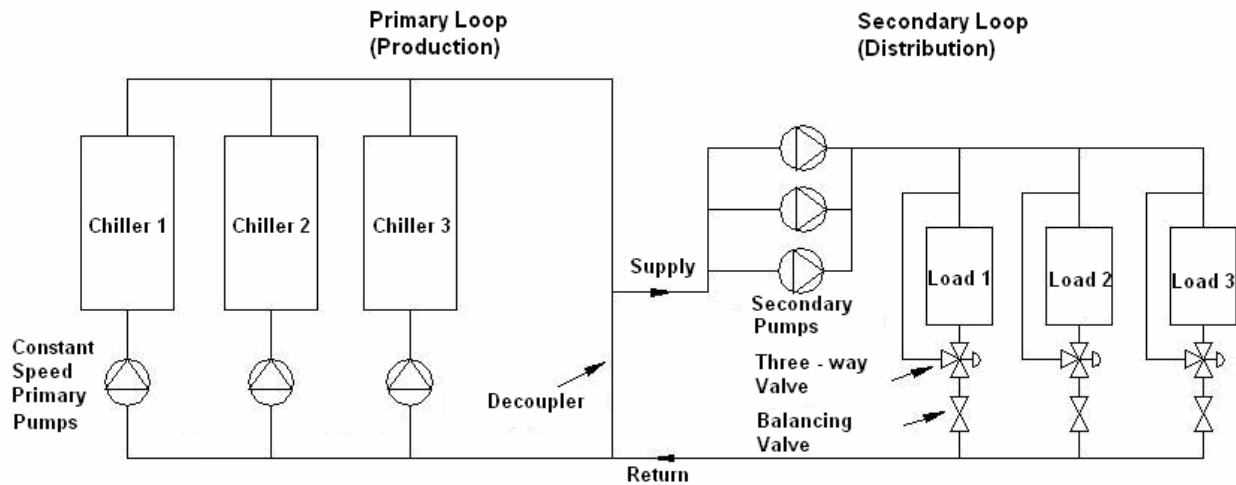 Primary Loop
(Production)
Secondary Loop
(Distribution)
Chiller 1
Chiller 2
Chiller 3
Supply
Secondary
Pumps
Load 1
Load 2
Load 3
Constant
Speed
Primary
Pumps
Decoupler
Three - way
Valve
Balancing
Valve
Return